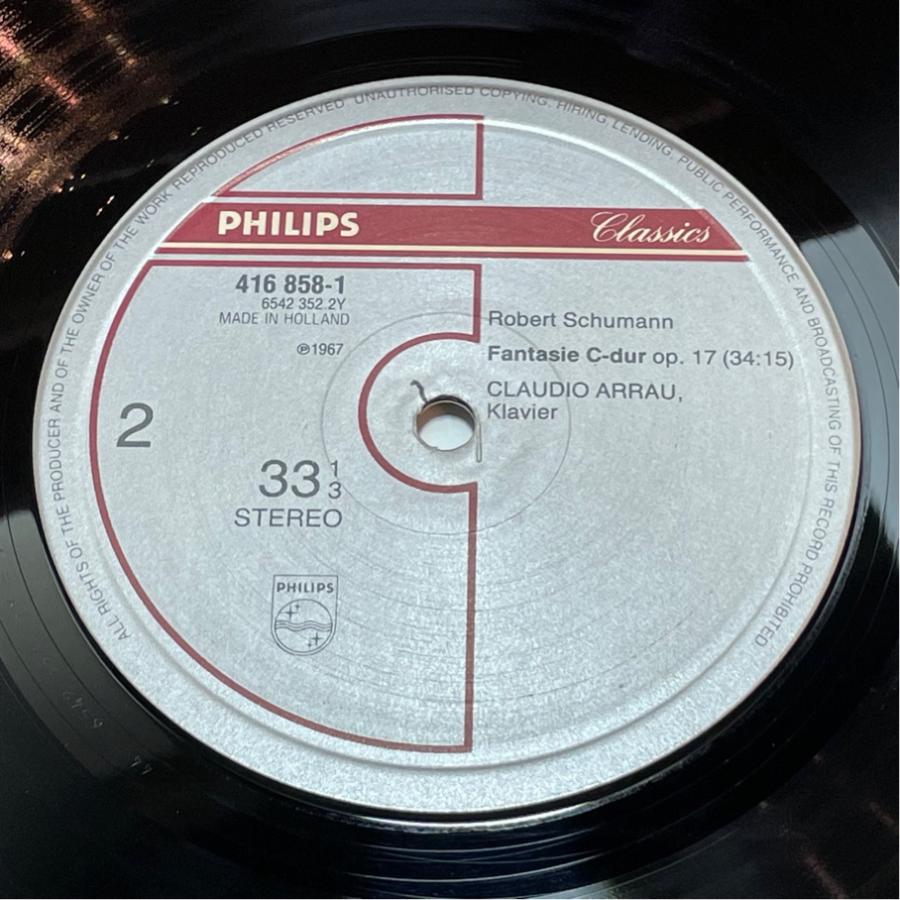 ALL RIGHTS OF THE PRODUCER AND OF THE OWNER OF THE WORK REPRODUCED RESERVED UNAUTHORISED COPYING, HIRING, LENDING, PUBLIC PERFORMANCE AND BROADCASTING OF THIS RECORD PROHIBITED
PHILIPS Classics
416 858-1
6542 352.2Y
MADE IN HOLLAND
℗1967
Robert Schumann
Fantasie C-dur op. 17 (34:15)
CLAUDIO ARRAU,
Klavier
2
33 1/3
STEREO
PHILIPS